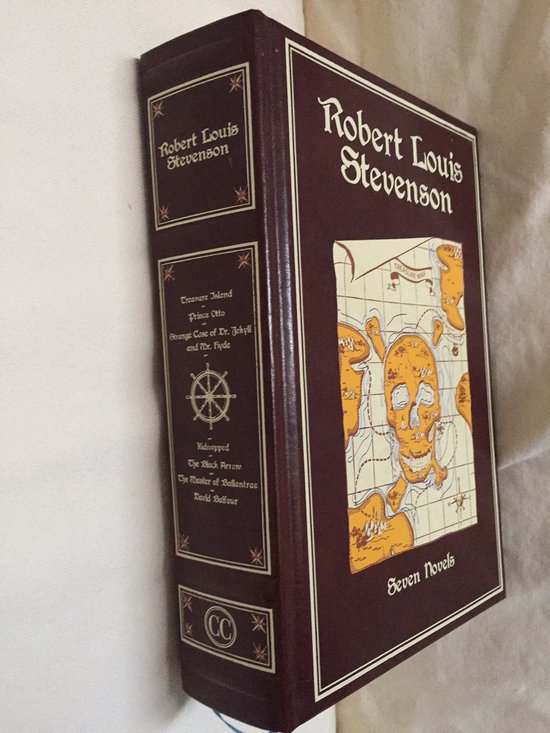 Robert Louis
Stevenson
Treasure Island
Prince Otto
Strange Case of Dr. Jekyll
and Mr. Hyde
Kidnapped
The Black Arrow
The Master of Ballantrae
David Balfour
CC
Robert Louis
Stevenson
TREASURE MAP
Seven Novels